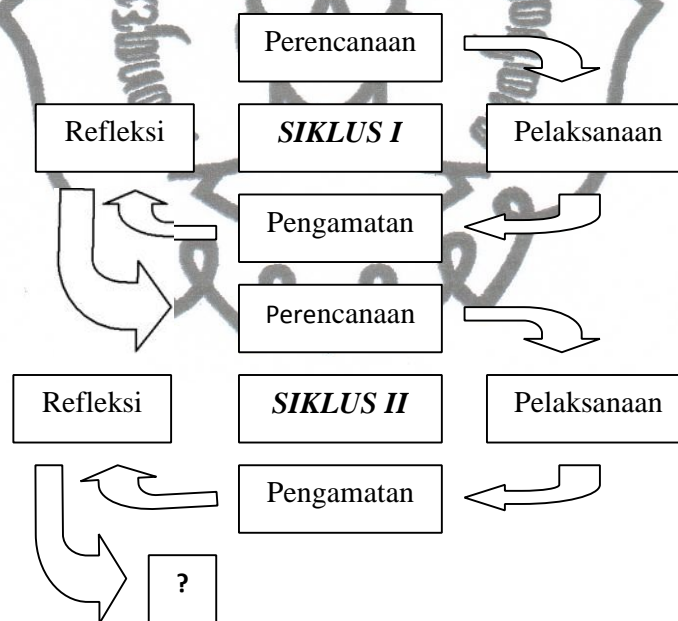 Perencanaan
Refleksi
SIKLUS I
Pelaksanaan
Pengamatan
Perencanaan
Refleksi
SIKLUS II
Pelaksanaan
Pengamatan
?